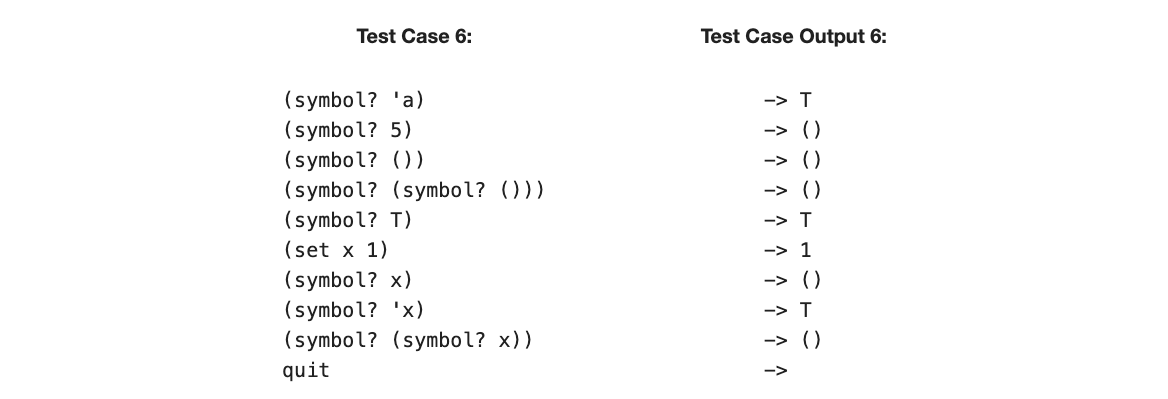 Test Case 6: Test Case Output 6:
(symbol? 'a) -> T
(symbol? 5) -> ()
(symbol? ()) -> ()
(symbol? (symbol? ())) -> ()
(symbol? T) -> T
(set x 1) -> 1
(symbol? x) -> ()
(symbol? 'x) -> T
(symbol? (symbol? x)) -> ()
quit ->